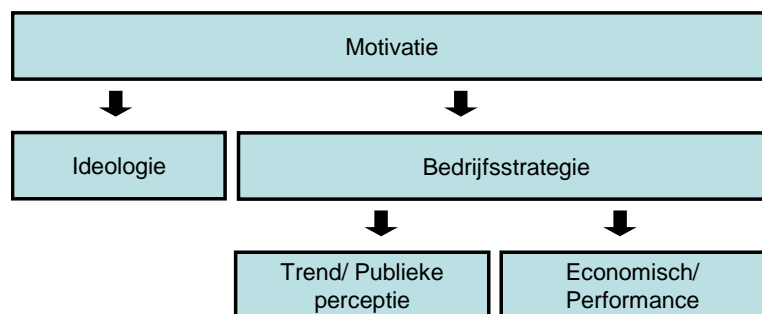 Motivatie
Ideologie
Bedrijfsstrategie
Trend/ Publieke
perceptie
Economisch/
Performance